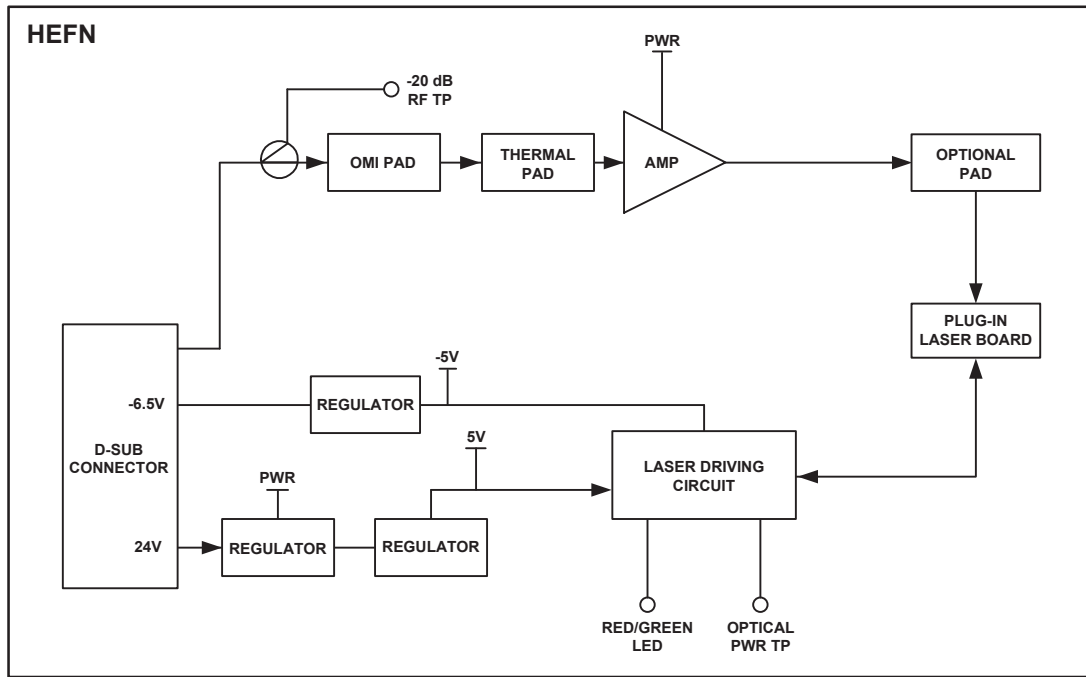 HEFN
-20 dB
RF TP
PWR
OMI PAD
THERMAL
PAD
AMP
OPTIONAL
PAD
PLUG-IN
LASER BOARD
-5V
-6.5V
REGULATOR
D-SUB
CONNECTOR
5V
LASER DRIVING
CIRCUIT
PWR
24V
REGULATOR
REGULATOR
RED/GREEN
LED
OPTICAL
PWR TP